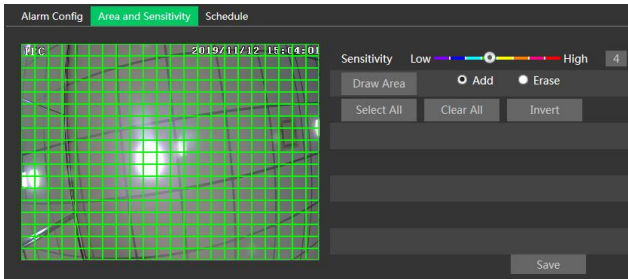 Alarm Config Area and Sensitivity Schedule
IPC 2019/11/12 15:04:01
Sensitivity Low High 4
Draw Area Add Erase
Select All Clear All Invert
Save